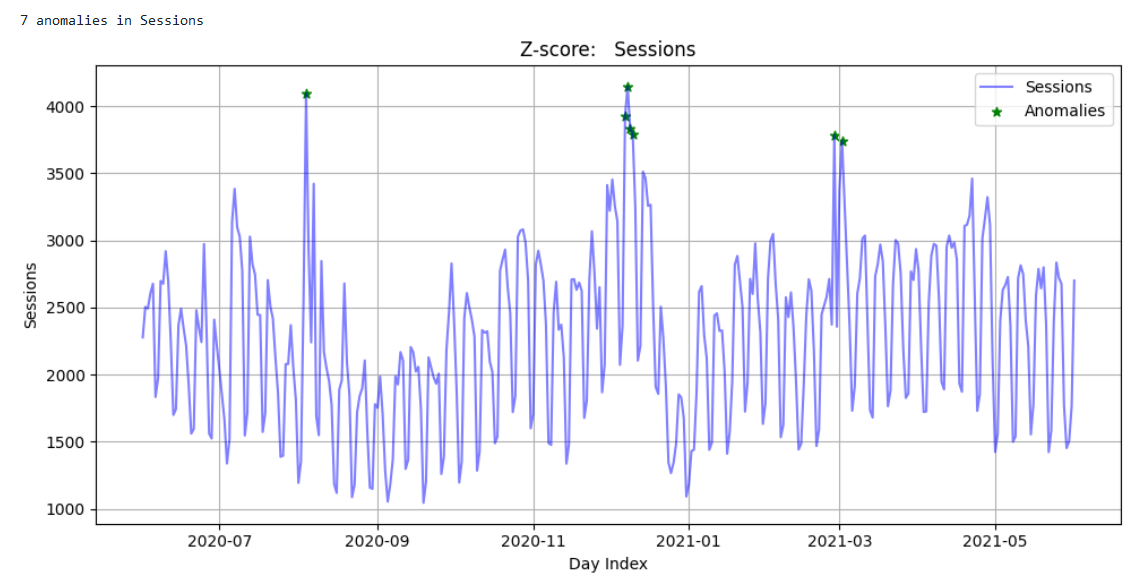 7 anomalies in Sessions
Z-score:   Sessions
Sessions
Anomalies
4000
3500
3000
2500
2000
1500
1000
Sessions
2020-07
2020-09
2020-11
2021-01
2021-03
2021-05
Day Index